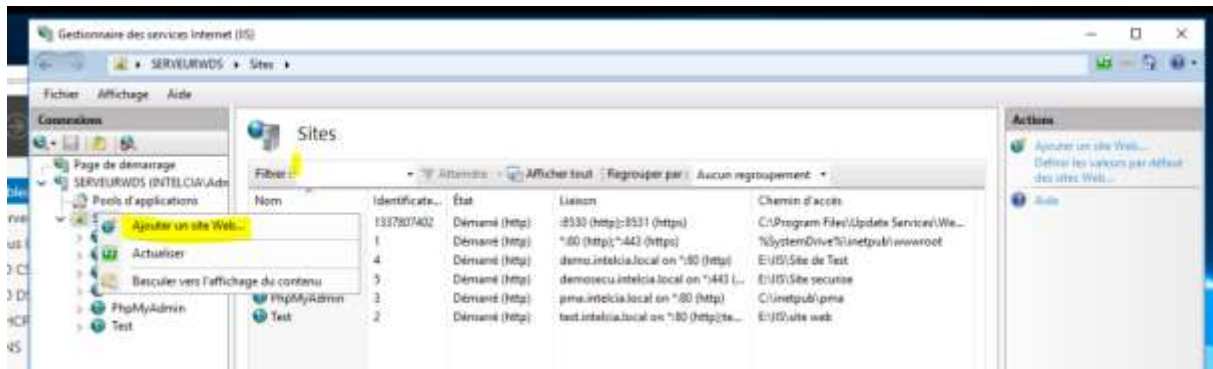 Gestionnaire des services Internet (IIS)
SERVEURWDS Sites
Fichier Affichage Aide
Connexions
Page de démarrage
SERVEURWDS (INTELCIA\Adm
Pools d'applications
Ajouter un site Web...
Actualiser
Basculer vers l'affichage du contenu
PhpMyAdmin
Test
Sites
Filtrer : Atteindre Afficher tout Regrouper par : Aucun regroupement
Nom Identificate... État Liaison Chemin d'accès
1337807402 Démarré (http) :8530 (http),:8531 (https) C:\Program Files\Update Services\We...
1 Démarré (http) *:80 (http),*:443 (https) %SystemDrive%\inetpub\wwwroot
4 Démarré (http) demo.intelcia.local on *:80 (http) E:\IIS\Site de Test
5 Démarré (http) demosecu.intelcia.local on *:443 (... E:\IIS\Site securise
PhpMyAdmin 3 Démarré (http) pma.intelcia.local on *:80 (http) C:\inetpub\pma
Test 2 Démarré (http) test.intelcia.local on *:80 (http),te... E:\IIS\site web
Actions
Ajouter un site Web...
Définir les valeurs par défaut
des sites Web...
Aide